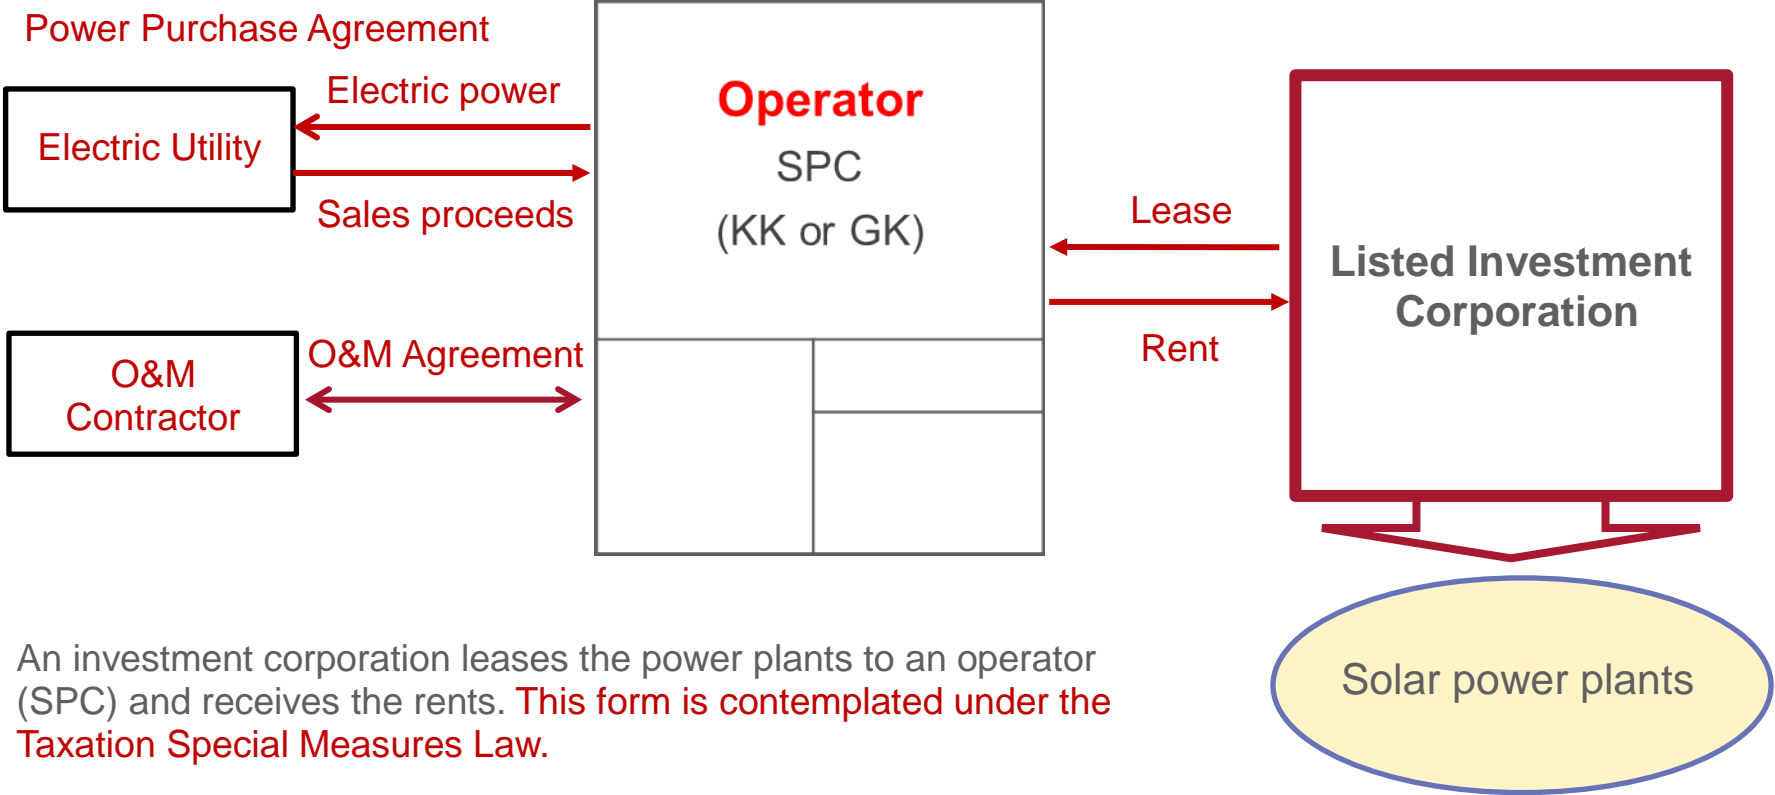 Power Purchase Agreement
Electric power
Electric Utility
Sales proceeds
O&M Agreement
O&M
Contractor
Operator
SPC
(KK or GK)
Lease
Rent
Listed Investment
Corporation
Solar power plants
An investment corporation leases the power plants to an operator
(SPC) and receives the rents. This form is contemplated under the
Taxation Special Measures Law.